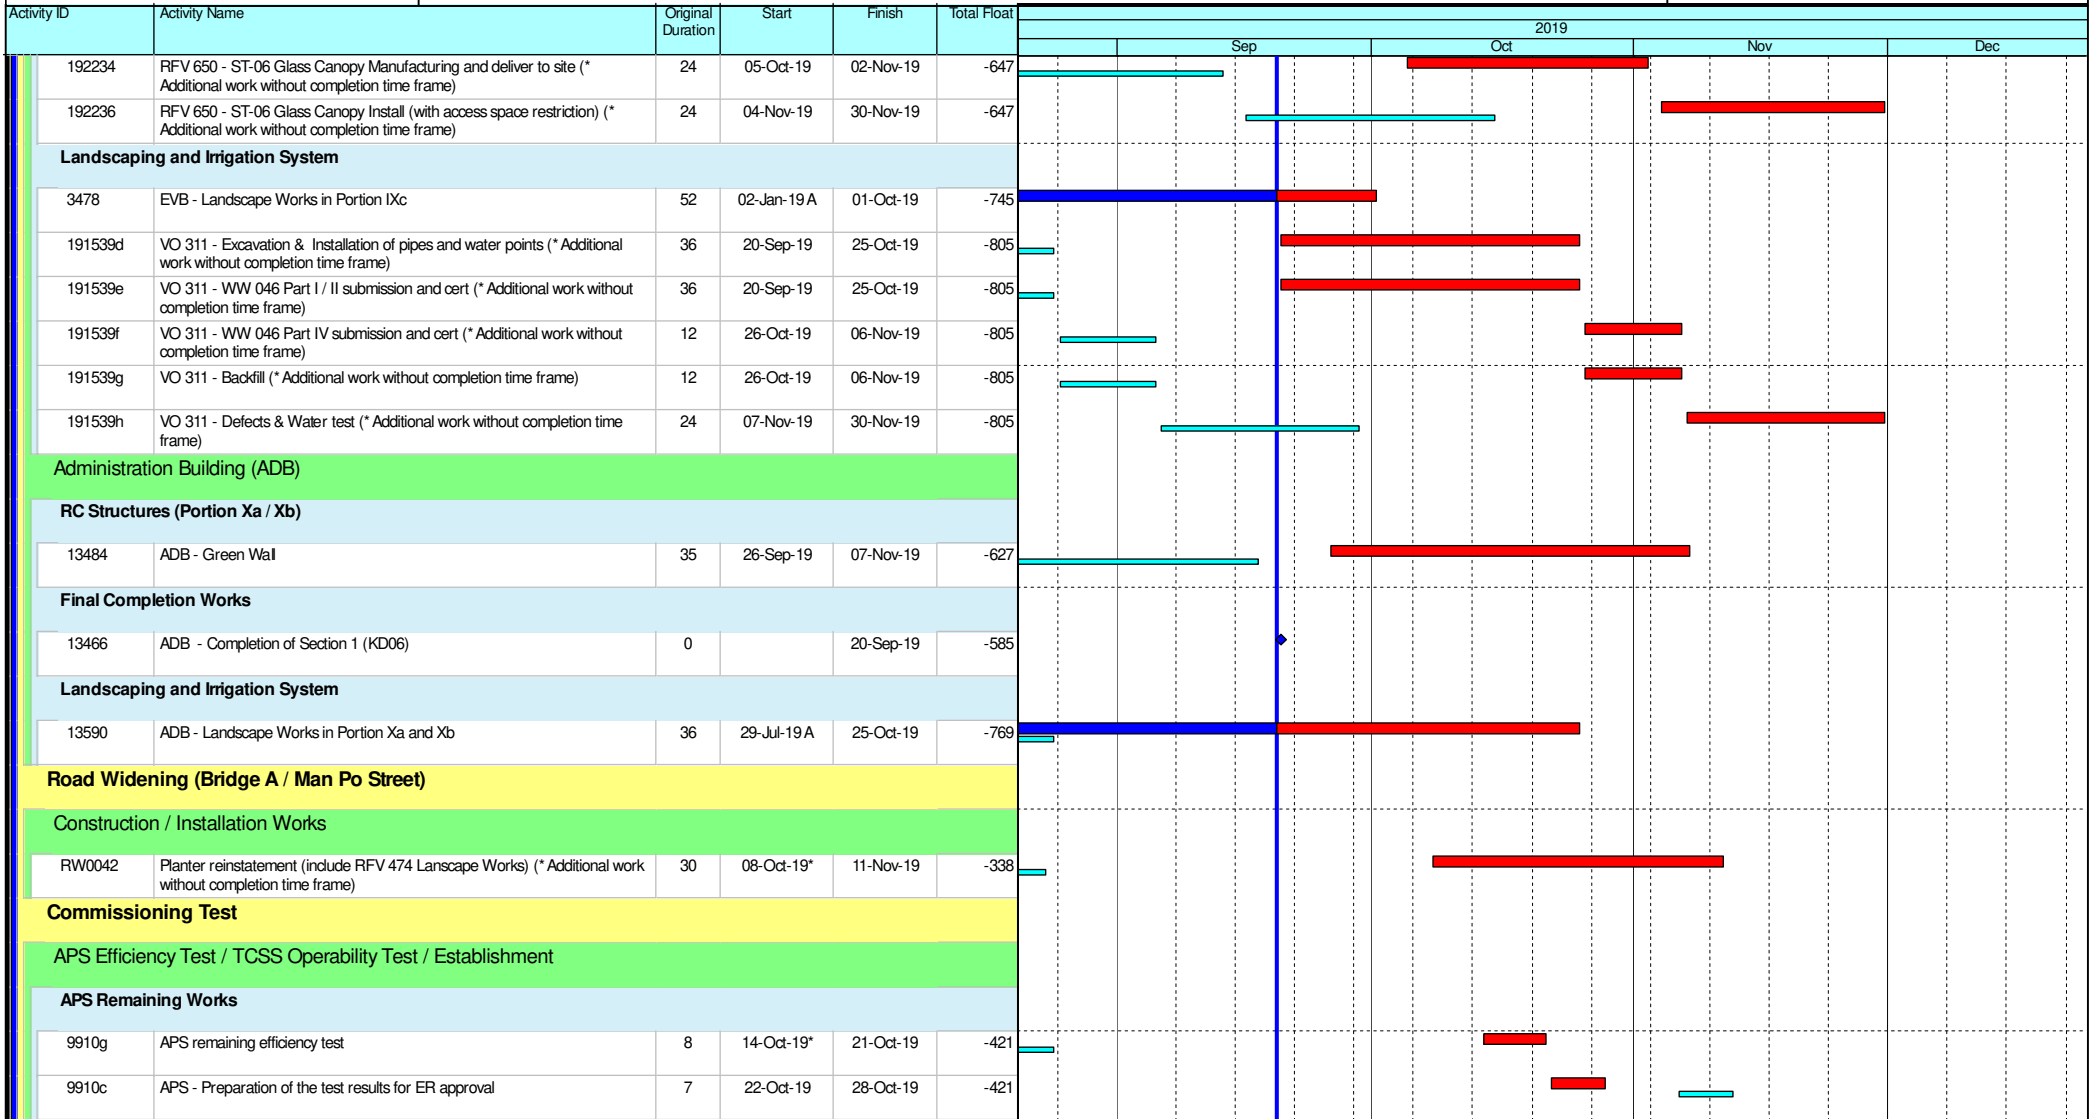 Activity ID Activity Name Original Start Finish Total Float
Duration
2019
Sep Oct Nov Dec
192234 RFV 650 - ST-06 Glass Canopy Manufacturing and deliver to site (* 24 05-Oct-19 02-Nov-19 -647
Additional work without completion time frame)
192236 RFV 650 - ST-06 Glass Canopy Install (with access space restriction) (* 24 04-Nov-19 30-Nov-19 -647
Additional work without completion time frame)
Landscaping and Irrigation System
3478 EVB - Landscape Works in Portion IXc 52 02-Jan-19 A 01-Oct-19 -745
191539d VO 311 - Excavation & Installation of pipes and water points (* Additional 36 20-Sep-19 25-Oct-19 -805
work without completion time frame)
191539e VO 311 - WW 046 Part I / II submission and cert (* Additional work without 36 20-Sep-19 25-Oct-19 -805
completion time frame)
191539f VO 311 - WW 046 Part IV submission and cert (* Additional work without 12 26-Oct-19 06-Nov-19 -805
completion time frame)
191539g VO 311 - Backfill (* Additional work without completion time frame) 12 26-Oct-19 06-Nov-19 -805
191539h VO 311 - Defects & Water test (* Additional work without completion time 24 07-Nov-19 30-Nov-19 -805
frame)
Administration Building (ADB)
RC Structures (Portion Xa / Xb)
13484 ADB - Green Wall 35 26-Sep-19 07-Nov-19 -627
Final Completion Works
13466 ADB - Completion of Section 1 (KD06) 0 20-Sep-19 -585
Landscaping and Irrigation System
13590 ADB - Landscape Works in Portion Xa and Xb 36 29-Jul-19 A 25-Oct-19 -769
Road Widening (Bridge A / Man Po Street)
Construction / Installation Works
RW0042 Planter reinstatement (include RFV 474 Lanscape Works) (* Additional work 30 08-Oct-19* 11-Nov-19 -338
without completion time frame)
Commissioning Test
APS Efficiency Test / TCSS Operability Test / Establishment
APS Remaining Works
9910g APS remaining efficiency test 8 14-Oct-19* 21-Oct-19 -421
9910c APS - Preparation of the test results for ER approval 7 22-Oct-19 28-Oct-19 -421